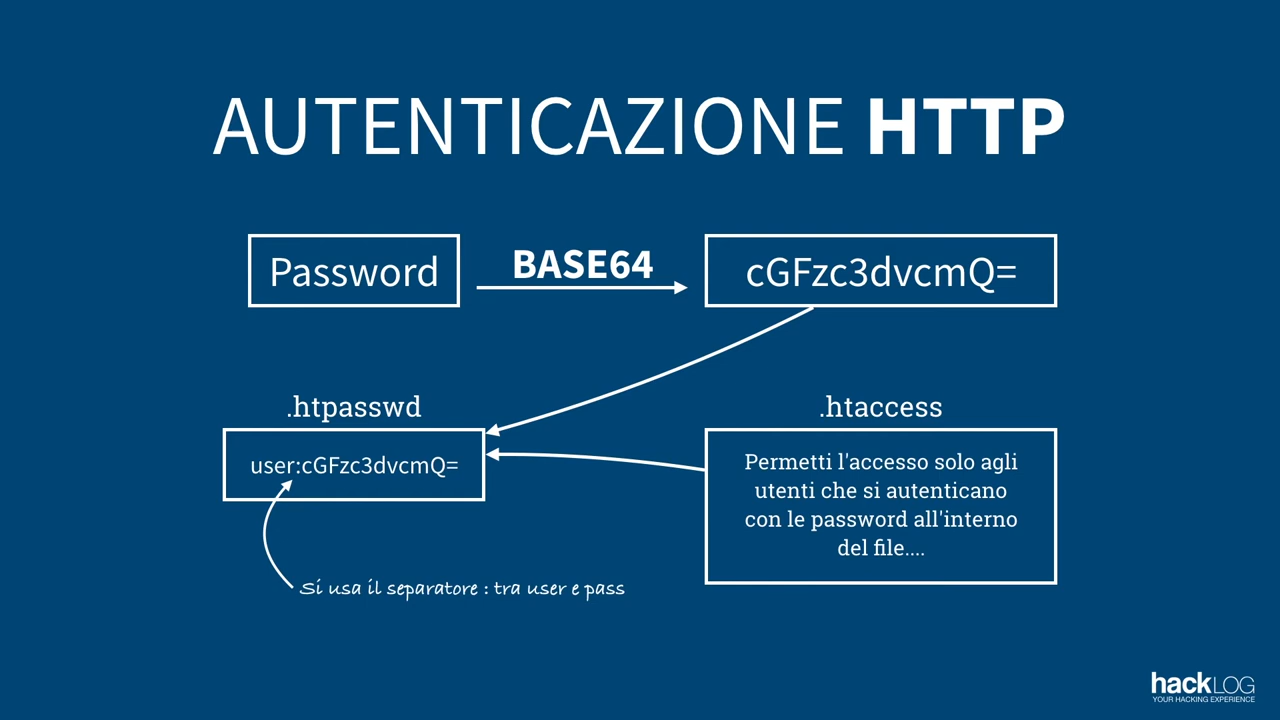 AUTENTICAZIONE HTTP
Password
BASE64
cGFzc3dvcmQ=
.htpasswd
user:cGFzc3dvcmQ=
Si usa il separatore : tra user e pass
.htaccess
Permetti l'accesso solo agli
utenti che si autenticano
con le password all'interno
del file....
hackLOG
YOUR HACKING EXPERIENCE